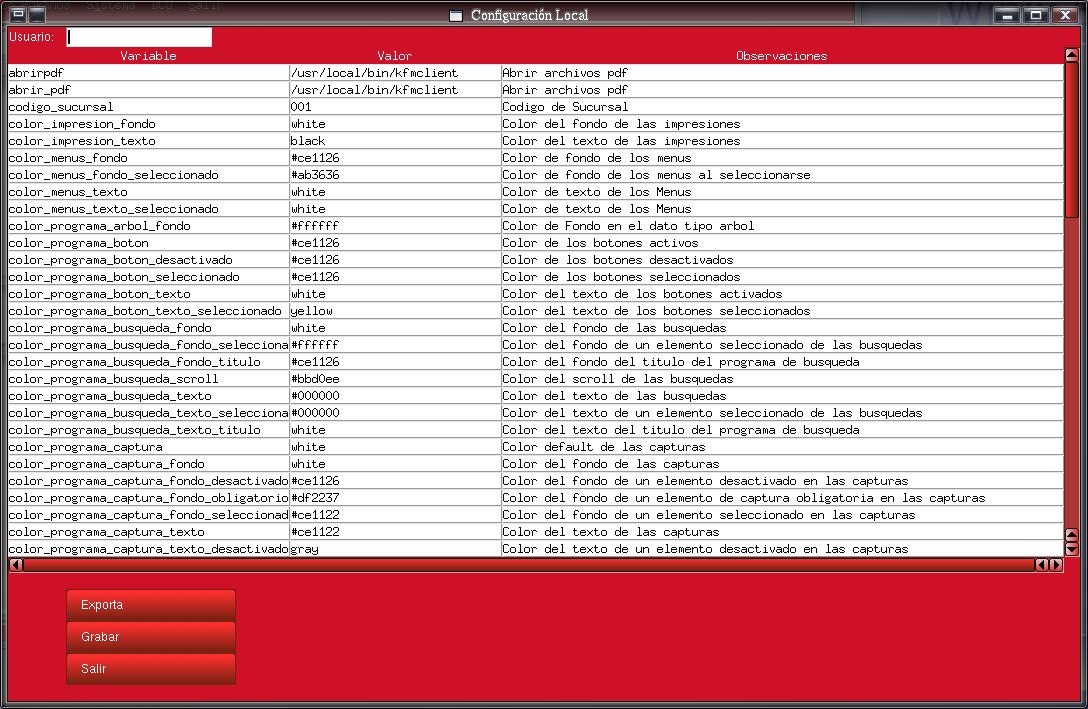 Configuración Local
Usuario:
Variable Valor Observaciones
abrirpdf /usr/local/bin/kfmclient Abrir archivos pdf
abrir_pdf /usr/local/bin/kfmclient Abrir archivos pdf
codigo_sucursal 001 Codigo de Sucursal
color_impresion_fondo white Color del fondo de las impresiones
color_impresion_texto black Color del texto de las impresiones
color_menus_fondo #ce1126 Color de fondo de los menus
color_menus_fondo_seleccionado #ab3636 Color de fondo de los menus al seleccionarse
color_menus_texto white Color de texto de los Menus
color_menus_texto_seleccionado white Color de texto de los Menus
color_programa_arbol_fondo #ffffff Color de Fondo en el dato tipo arbol
color_programa_boton #ce1126 Color de los botones activos
color_programa_boton_desactivado #ce1126 Color de los botones desactivados
color_programa_boton_seleccionado #ce1126 Color de los botones seleccionados
color_programa_boton_texto white Color del texto de los botones activados
color_programa_boton_texto_seleccionado yellow Color del texto de los botones seleccionados
color_programa_busqueda_fondo white Color del fondo de las busquedas
color_programa_busqueda_fondo_selecciona #ffffff Color del fondo de un elemento seleccionado de las busquedas
color_programa_busqueda_fondo_titulo #ce1126 Color del fondo del titulo del programa de busqueda
color_programa_busqueda_scroll #bbd0ee Color del scroll de las busquedas
color_programa_busqueda_texto #000000 Color del texto de las busquedas
color_programa_busqueda_texto_selecciona #000000 Color del texto de un elemento seleccionado de las busquedas
color_programa_busqueda_texto_titulo white Color del texto del titulo del programa de busqueda
color_programa_captura white Color default de las capturas
color_programa_captura_fondo white Color del fondo de las capturas
color_programa_captura_fondo_desactivado #ce1126 Color del fondo de un elemento desactivado en las capturas
color_programa_captura_fondo_obligatorio #df2237 Color del fondo de un elemento de captura obligatoria en las capturas
color_programa_captura_fondo_seleccionad #ce1122 Color del fondo de un elemento seleccionado en las capturas
color_programa_captura_texto #ce1122 Color del texto de las capturas
color_programa_captura_texto_desactivado gray Color del texto de un elemento desactivado en las capturas
Exporta
Grabar
Salir